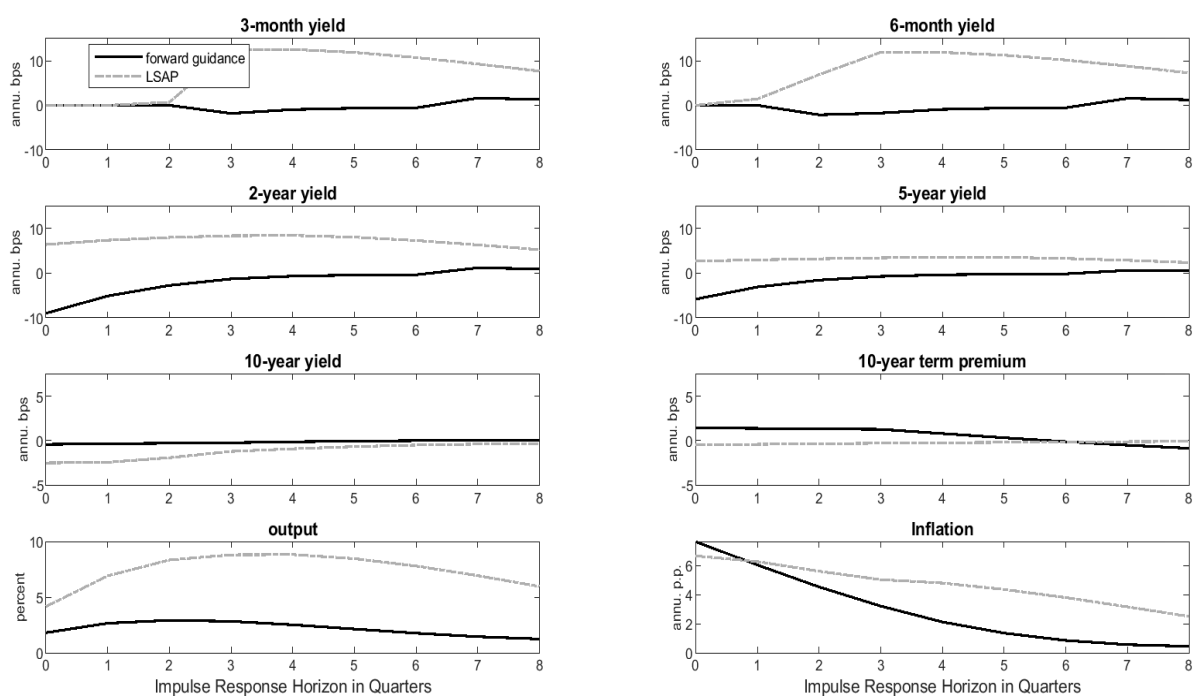 3-month yield
forward guidance
LSAP
annu. bps
10
0
-10
0 1 2 3 4 5 6 7 8
6-month yield
annu. bps
10
0
-10
0 1 2 3 4 5 6 7 8
2-year yield
annu. bps
10
0
-10
0 1 2 3 4 5 6 7 8
5-year yield
annu. bps
10
0
-10
0 1 2 3 4 5 6 7 8
10-year yield
annu. bps
5
0
-5
0 1 2 3 4 5 6 7 8
10-year term premium
annu. bps
5
0
-5
0 1 2 3 4 5 6 7 8
output
percent
10
5
0
0 1 2 3 4 5 6 7 8
Impulse Response Horizon in Quarters
Inflation
annu. p.p.
6
4
2
0
0 1 2 3 4 5 6 7 8
Impulse Response Horizon in Quarters